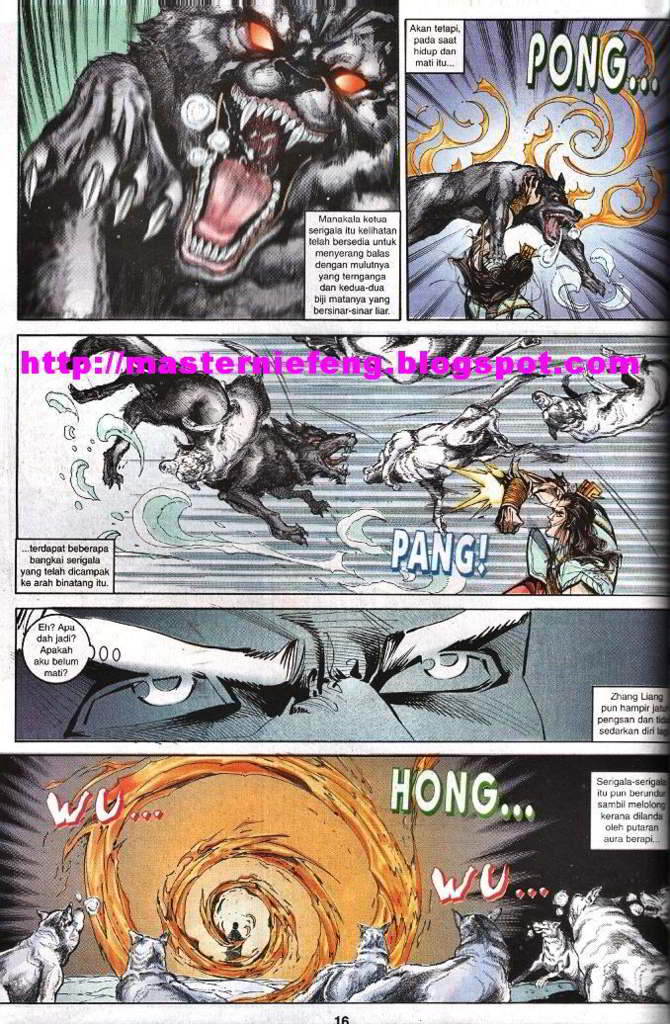 Manakala ketua
serigala itu kelihatan
telah bersedia untuk
menyerang balas
dengan mulutnya
yang ternganga
dan kedua-dua
biji matanya yang
bersinar-sinar liar.
Akan tetapi,
pada saat
hidup dan
mati itu...
PONG...
http://masterniefeng.blogspot.com
...terdapat beberapa
bangkai serigala
yang telah dicampak
ke arah binatang itu.
PANG!
Eh? Apa
dah jadi?
Apakah
aku belum
mati?
Zhang Liang
pun hampir
pengsan dan
sedarkan diri
WU...
HONG...
WU...
Serigala-serigala
itu pun berundur
sambil melolong
kerana dilanda
oleh putaran
aura berapi...
16